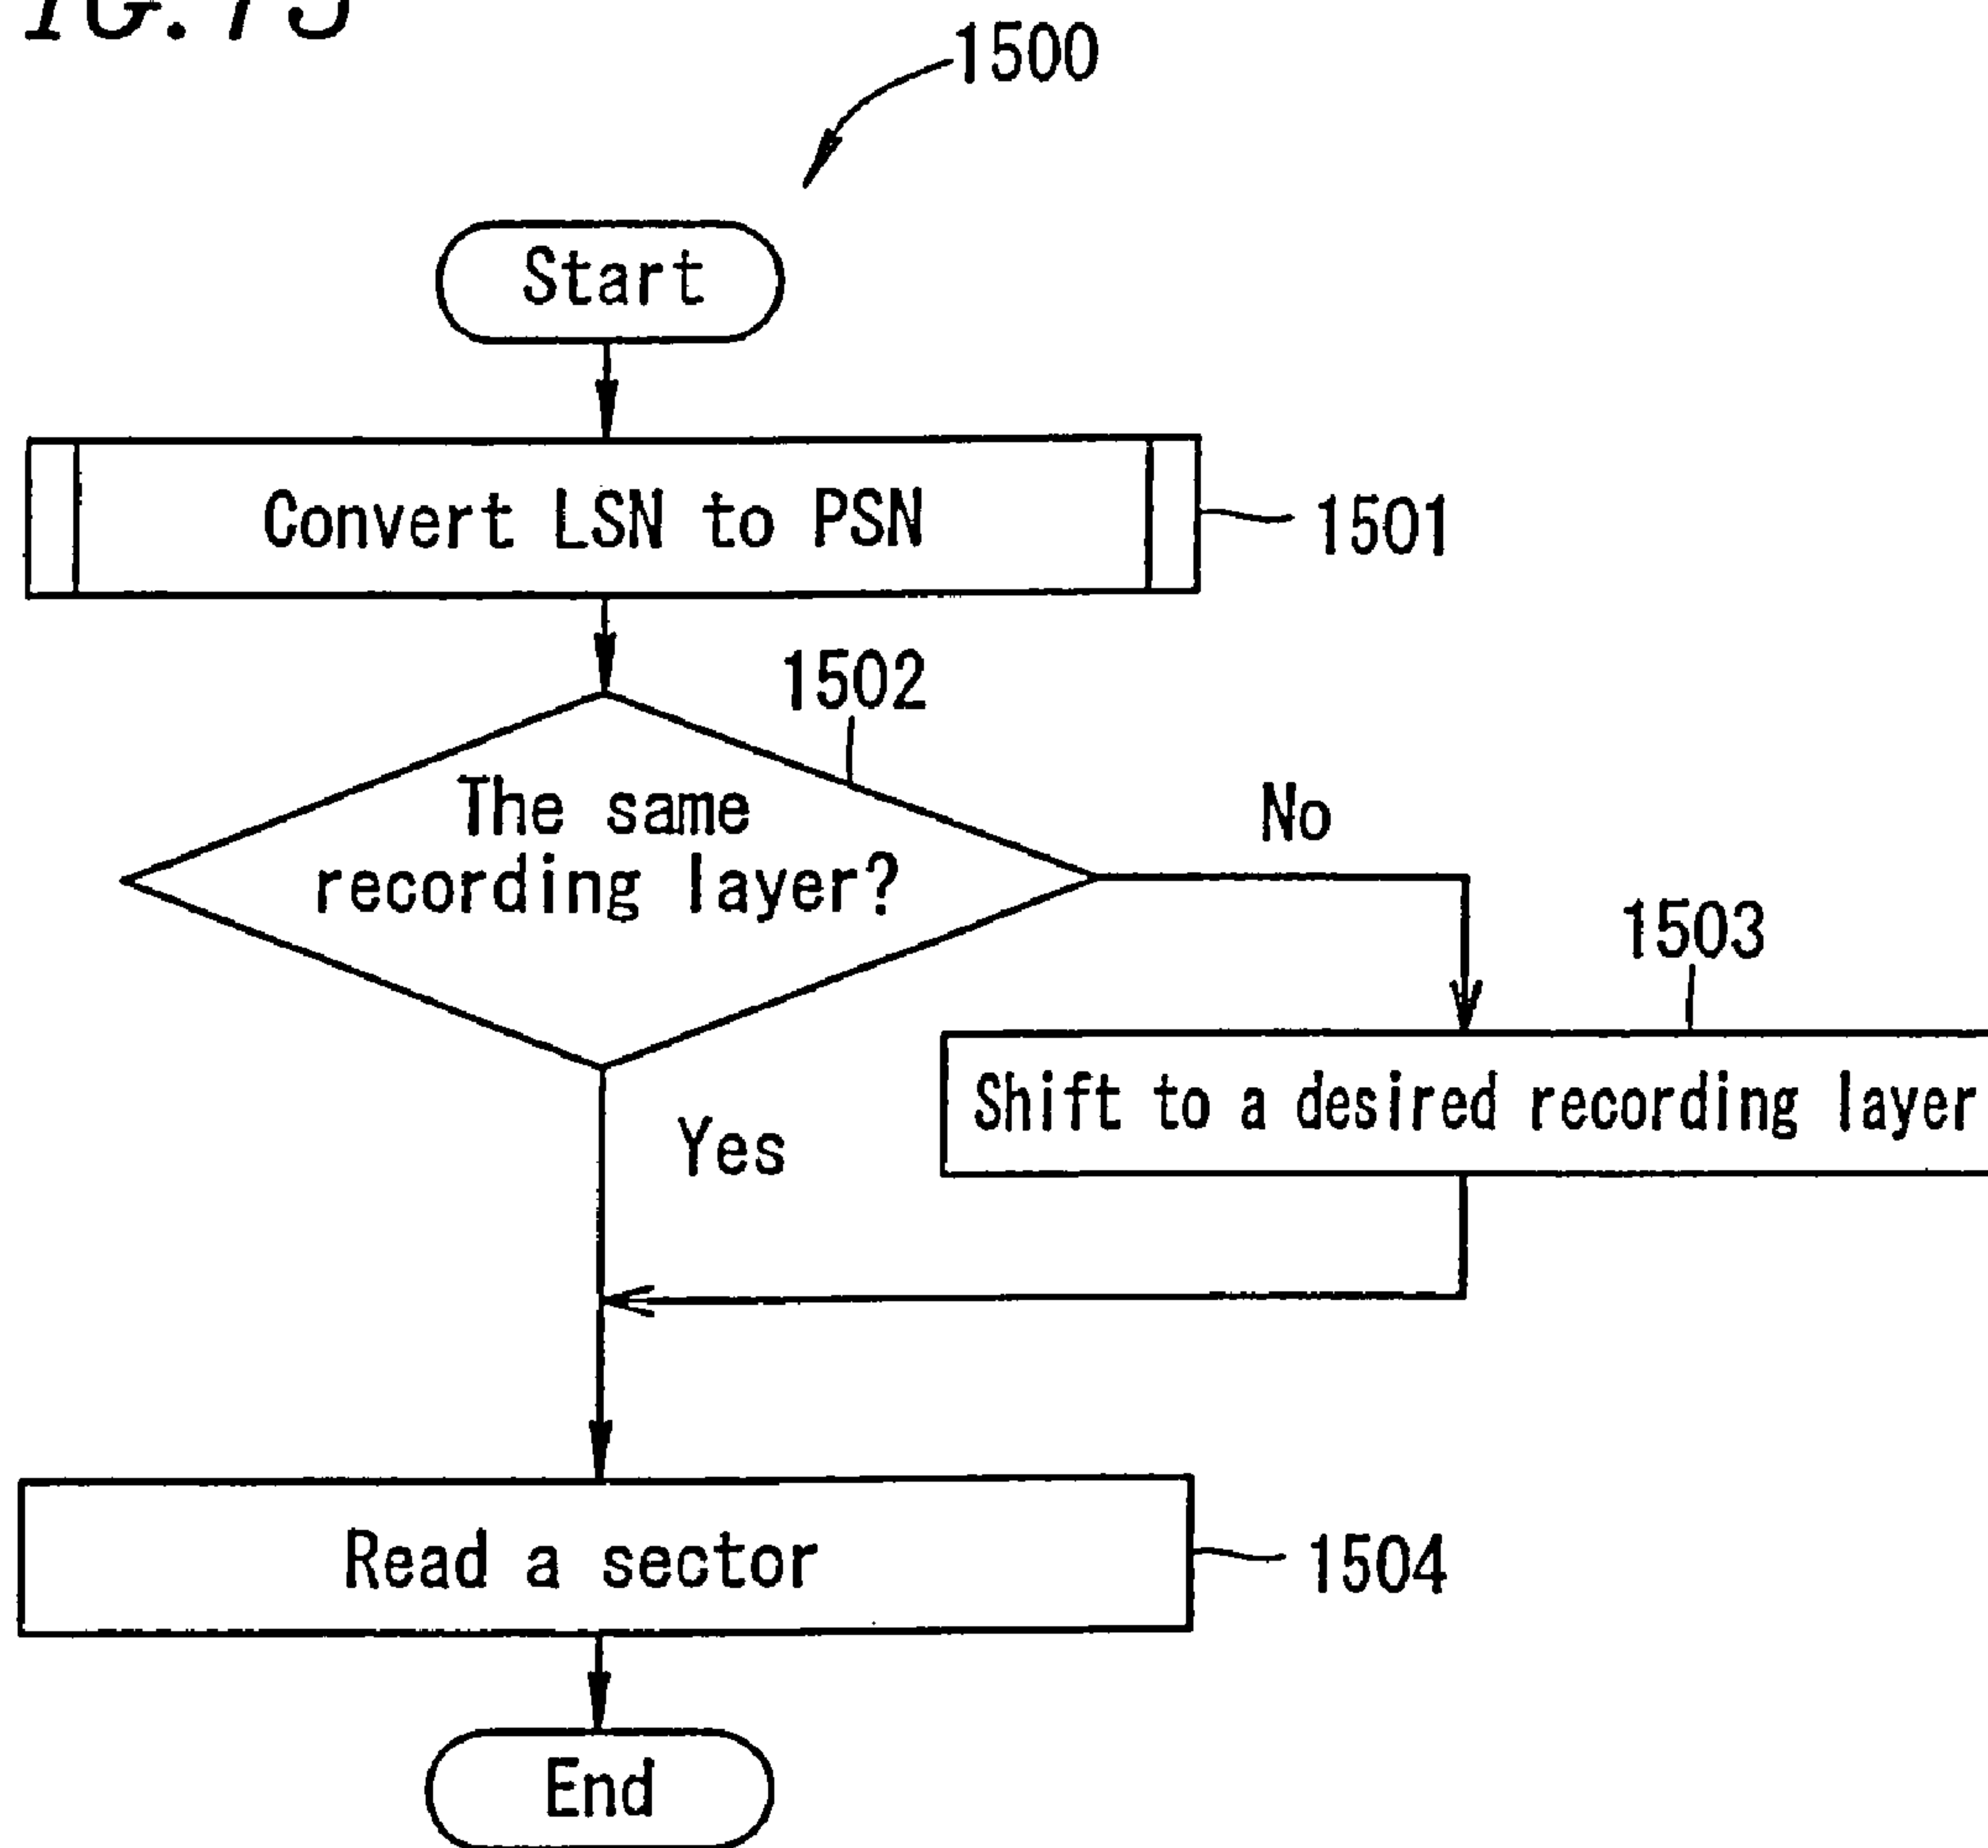 1500
Start
Convert LSN to PSN
1501
1502
The same
recording layer?
No
1503
Shift to a desired recording layer
Yes
Read a sector
1504
End